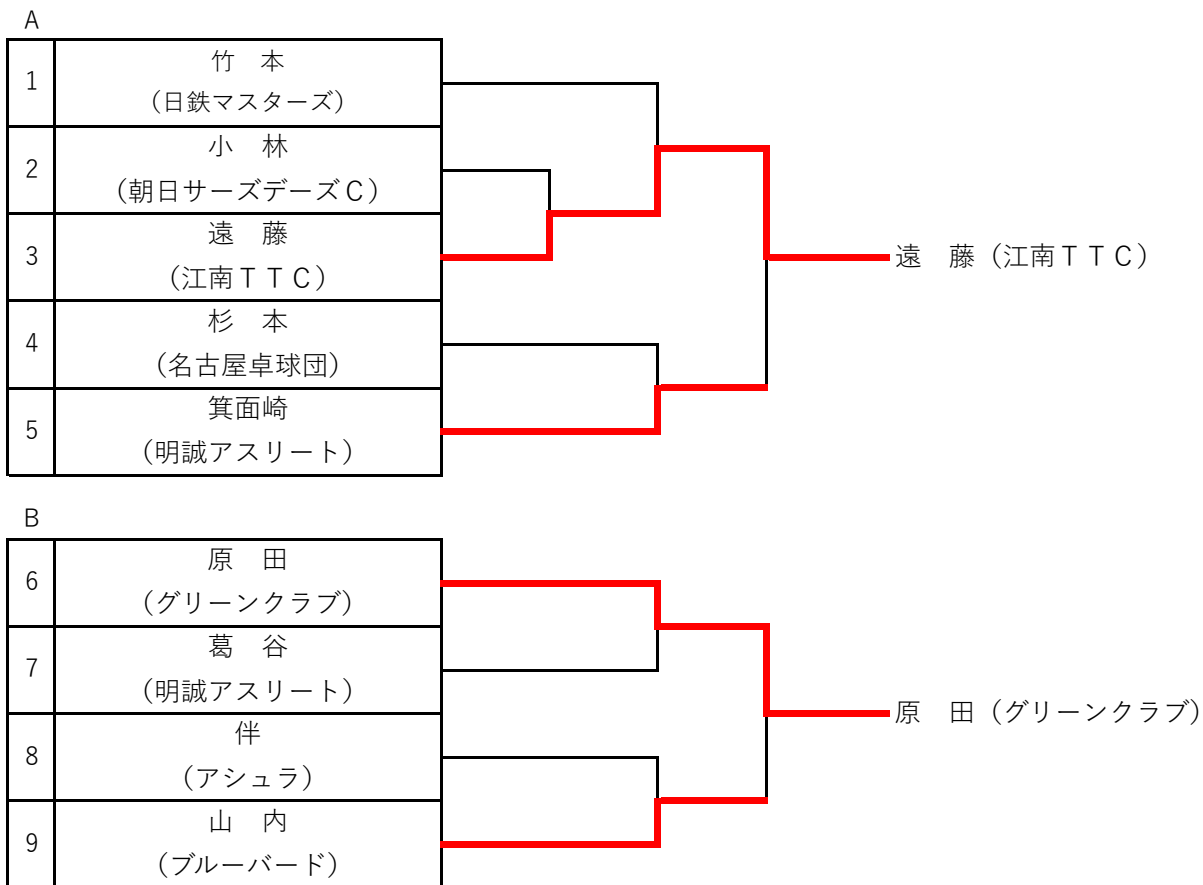 A
1
竹　本
（日鉄マスターズ）
2
小　林
（朝日サーズデーズＣ）
3
遠　藤
（江南ＴＴＣ）
遠　藤（江南ＴＴＣ）
4
杉　本
（名古屋卓球団）
5
箕面崎
（明誠アスリート）
B
6
原　田
（グリーンクラブ）
7
葛　谷
（明誠アスリート）
原　田（グリーンクラブ）
8
伴
（アシュラ）
9
山　内
（ブルーバード）